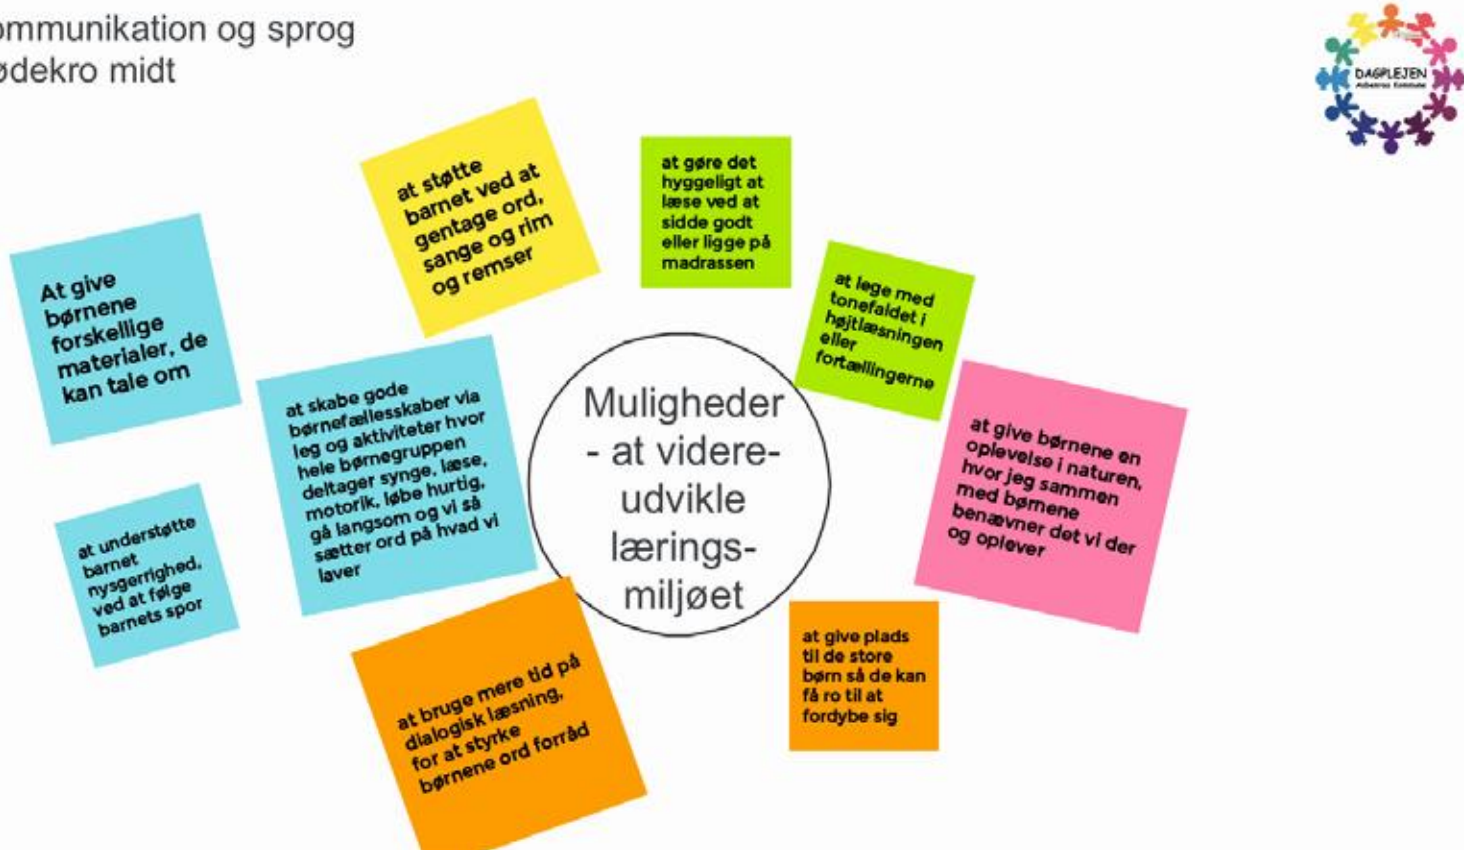 ommunikation og sprog
ødekro midt
DAGPLEJEN
Aabenraa Kommune
at støtte
barnet ved at
gentage ord,
sange og rim
og remser
at gøre det
hyggeligt at
læse ved at
sidde godt
eller ligge på
madrassen
at lege med
tonefaldet i
højtlæsningen
eller
fortællingerne
At give
børnene
forskellige
materialer, de
kan tale om
at skabe gode
børnefællesskaber via
leg og aktiviteter hvor
hele børnegruppen
deltager synge, læse,
motorik, løbe hurtig,
gå langsom og vi så
sætter ord på hvad vi
laver
Muligheder
- at videre-
udvikle
lærings-
miljøet
at give børnene en
oplevelse i naturen,
hvor jeg sammen
med børnene
benævner det vi der
og oplever
at understøtte
barnet
nysgerrighed,
ved at følge
barnets spor
at bruge mere tid på
dialogisk læsning,
for at styrke
børnene ord forråd
at give plads
til de store
børn så de kan
få ro til at
fordybe sig